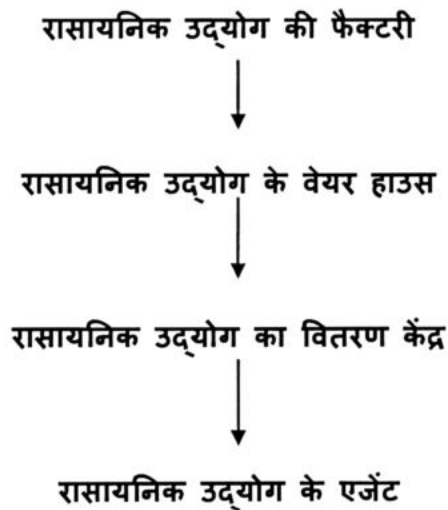 रासायनिक उद्योग की फैक्टरी
रासायनिक उद्योग के वेयर हाउस
रासायनिक उद्योग का वितरण केंद्र
रासायनिक उद्योग के एजेंट